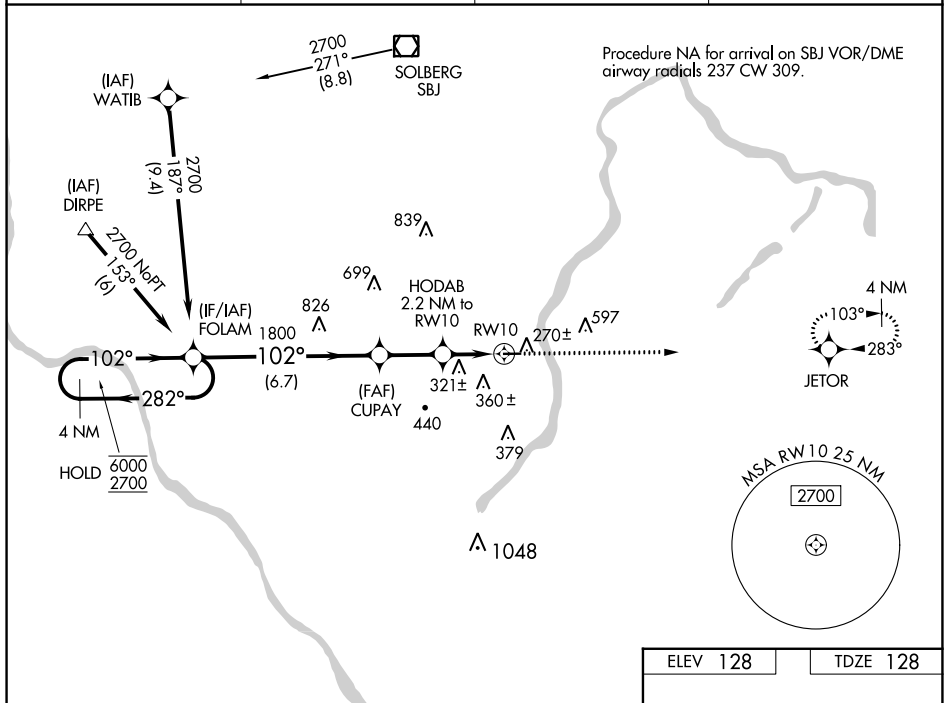 2700
271°
(8.8)
SOLBERG
SBJ
Procedure NA for arrival on SBJ VOR/DME
airway radials 237 CW 309.
(IAF)
WATIB
2700
187°
(9.4)
(IAF)
DIRPE
2700 NoPT
153°
(6)
839
699
826
(IF/IAF)
FOLAM
1800
102°
(6.7)
HODAB
2.2 NM to
RW10
RW10
270±
597
4 NM
103°
283°
JETOR
102°
282°
4 NM
HOLD
6000
2700
(FAF)
CUPAY
321±
360±
440
379
1048
MSA RW10 25 NM
2700
ELEV 128
TDZE 128